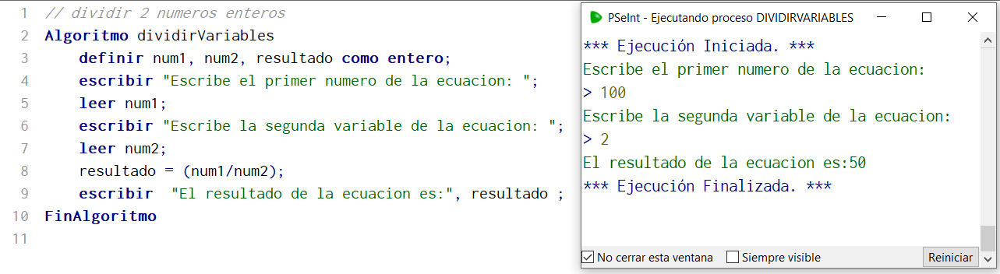 1 // dividir 2 numeros enteros
2 Algoritmo dividirVariables
3 definir num1, num2, resultado como entero;
4 escribir "Escribe el primer numero de la ecuacion: ";
5 leer num1;
6 escribir "Escribe la segunda variable de la ecuacion: ";
7 leer num2;
8 resultado = (num1/num2);
9 escribir  "El resultado de la ecuacion es:", resultado ;
10 FinAlgoritmo
11
PSeInt - Ejecutando proceso DIVIDIRVARIABLES
*** Ejecución Iniciada. ***
Escribe el primer numero de la ecuacion:
> 100
Escribe la segunda variable de la ecuacion:
> 2
El resultado de la ecuacion es:50
*** Ejecución Finalizada. ***
No cerrar esta ventana Siempre visible Reiniciar